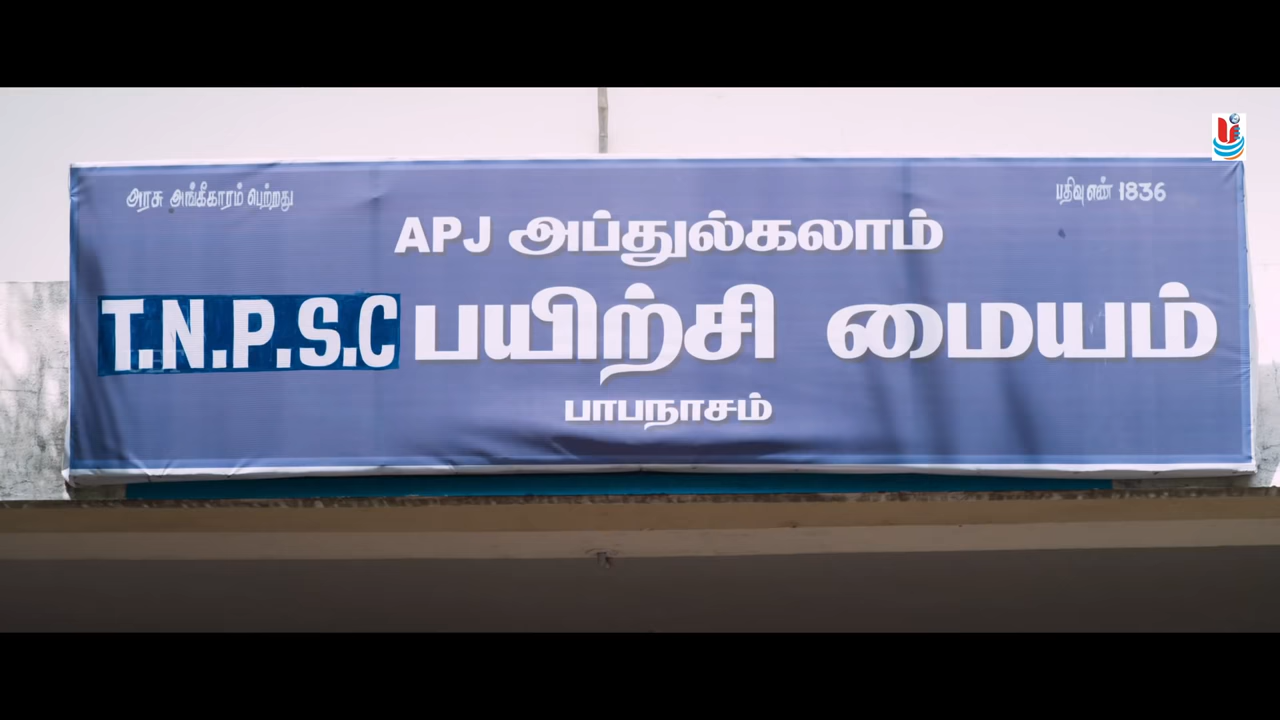 அரசு அங்கீகாரம் பெற்றது
பதிவு எண் 1836
APJ அப்துல்கலாம்
T.N.P.S.C பயிற்சி மையம்
பாபநாசம்